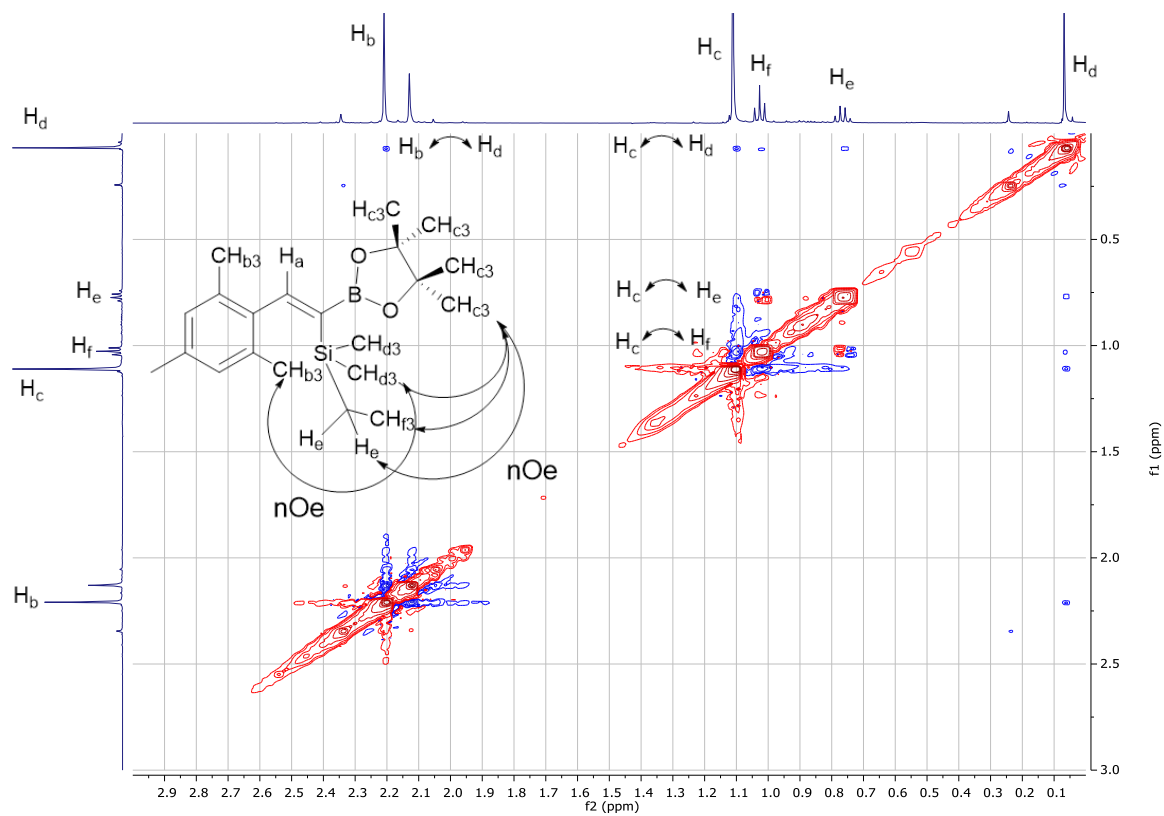 Hb
Hc
Hf
He
Hd
Hd
Hb Hd
Hc Hd
Hc3C
CH3c3
CHb3
Ha
O
CHc3
B
O
CHc3
Si
CHd3
CHd3
CHb3
CHf3
He
He
nOe
nOe
Hc He
Hc Hf
He
Hf
Hc
Hb
0.5
1.0
1.5
2.0
2.5
3.0
f1 (ppm)
2.9 2.8 2.7 2.6 2.5 2.4 2.3 2.2 2.1 2.0 1.9 1.8 1.7 1.6 1.5 1.4 1.3 1.2 1.1 1.0 0.9 0.8 0.7 0.6 0.5 0.4 0.3 0.2 0.1
f2 (ppm)